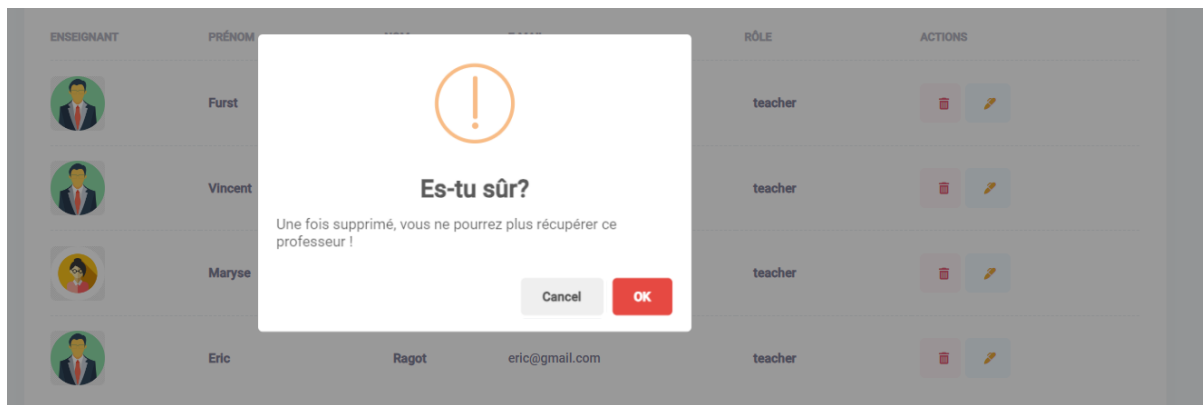 ENSEIGNANT PRÉNOM RÔLE ACTIONS
Furst teacher
Es-tu sûr?
Vincent teacher
Une fois supprimé, vous ne pourrez plus récupérer ce
professeur !
Maryse teacher
Cancel OK
Eric Ragot eric@gmail.com teacher